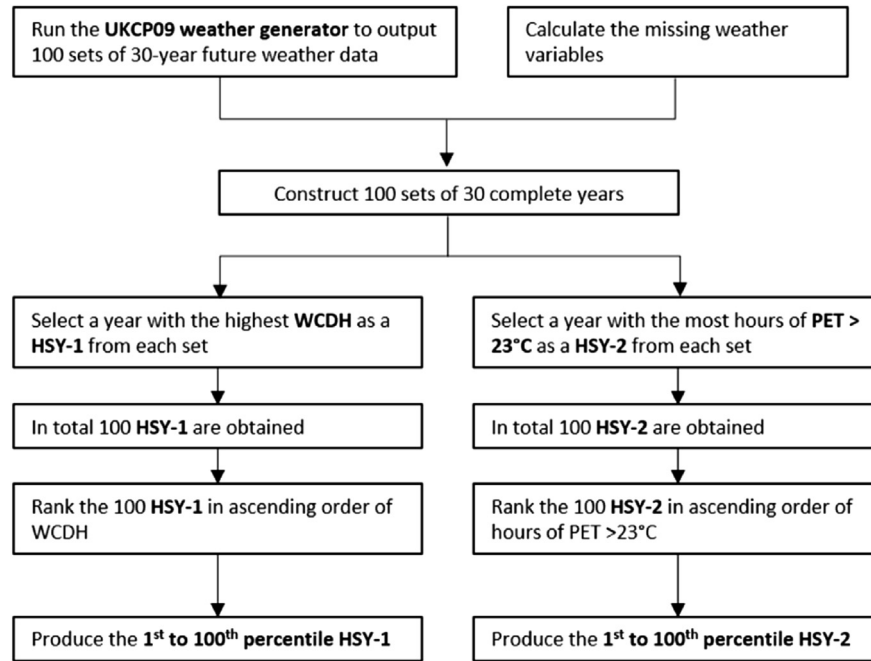 Run the UKCP09 weather generator to output
100 sets of 30-year future weather data
Calculate the missing weather
variables
Construct 100 sets of 30 complete years
Select a year with the highest WCDH as a
HSY-1 from each set
Select a year with the most hours of PET >
23°C as a HSY-2 from each set
In total 100 HSY-1 are obtained
In total 100 HSY-2 are obtained
Rank the 100 HSY-1 in ascending order of
WCDH
Rank the 100 HSY-2 in ascending order of
hours of PET >23°C
Produce the 1st to 100th percentile HSY-1
Produce the 1st to 100th percentile HSY-2